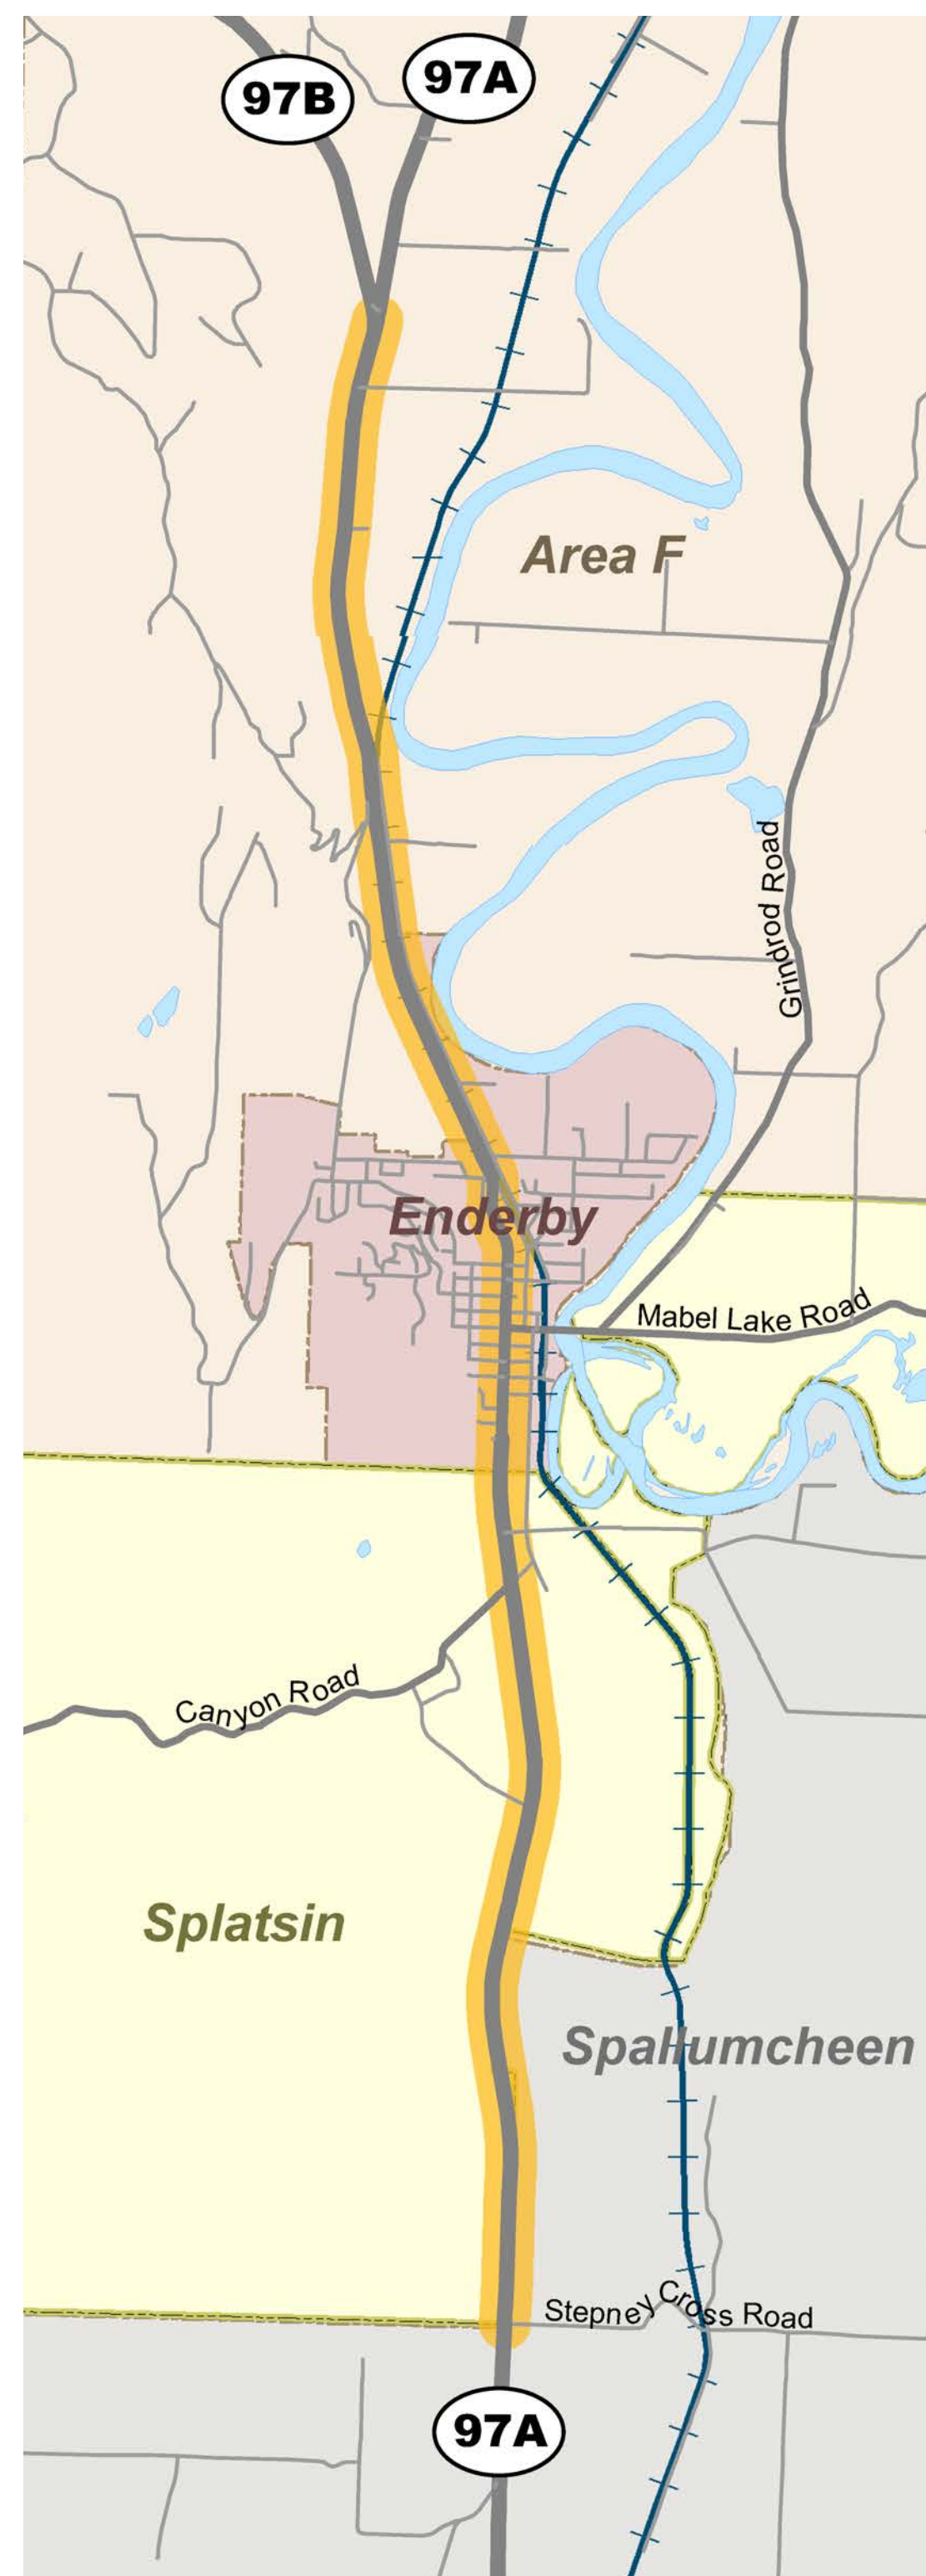 97B
97A
Area F
Grindrod Road
Enderby
Mabel Lake Road
Canyon Road
Splatsin
Spallumcheen
Stepney Cross Road
97A